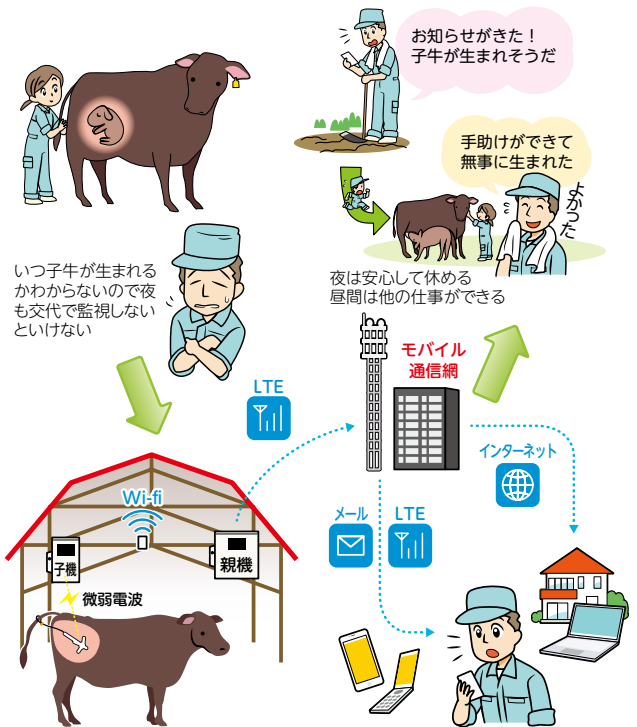 お知らせがきた！
子牛が生まれそうだ
手助けができて
無事に生まれた
よかった
いつ子牛が生まれる
かわからないので夜
も交代で監視しない
といけない
夜は安心して休める
昼間は他の仕事ができる
モバイル
通信網
LTE
インターネット
Wi-fi
メール
LTE
子機
親機
微弱電波